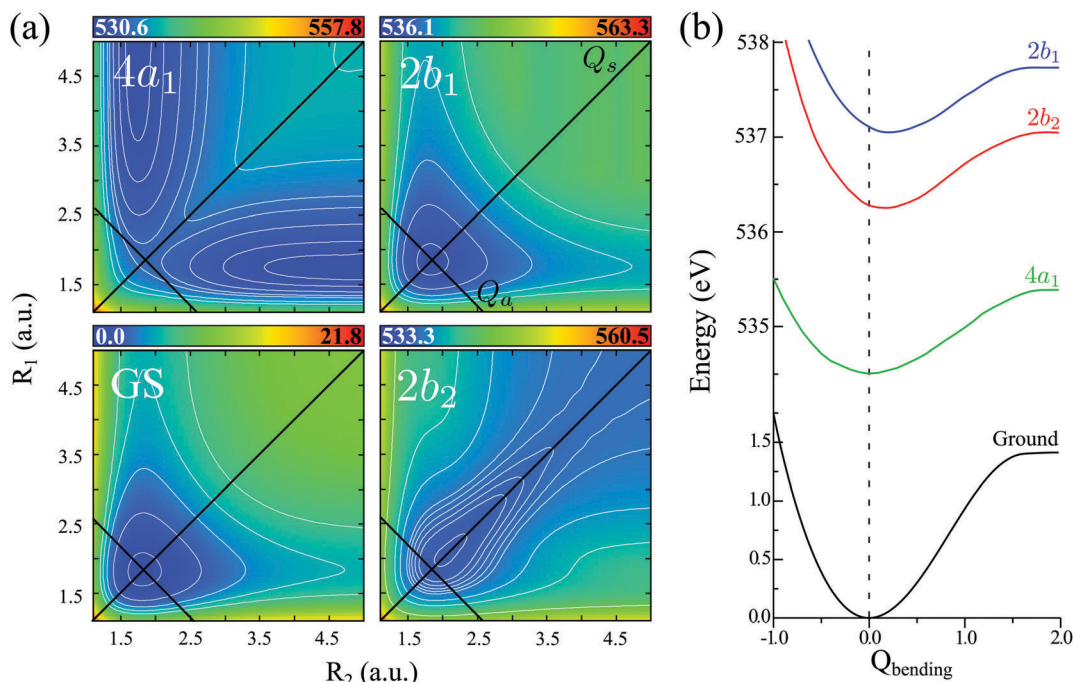 (a)
530.6 557.8
536.1 563.3
(b)
4a₁
2b₁
Qₛ
Qₐ
4.5
3.5
2.5
1.5
0.0 21.8
533.3 560.5
GS
2b₂
4.5
3.5
2.5
1.5
1.5 2.5 3.5 4.5
1.5 2.5 3.5 4.5
R₁ (a.u.)
R₂ (a.u.)
538
537
536
535
1.5
1.0
0.5
0.0
Energy (eV)
2b₁
2b₂
4a₁
Ground
-1.0 0.0 1.0 2.0
Q_bending